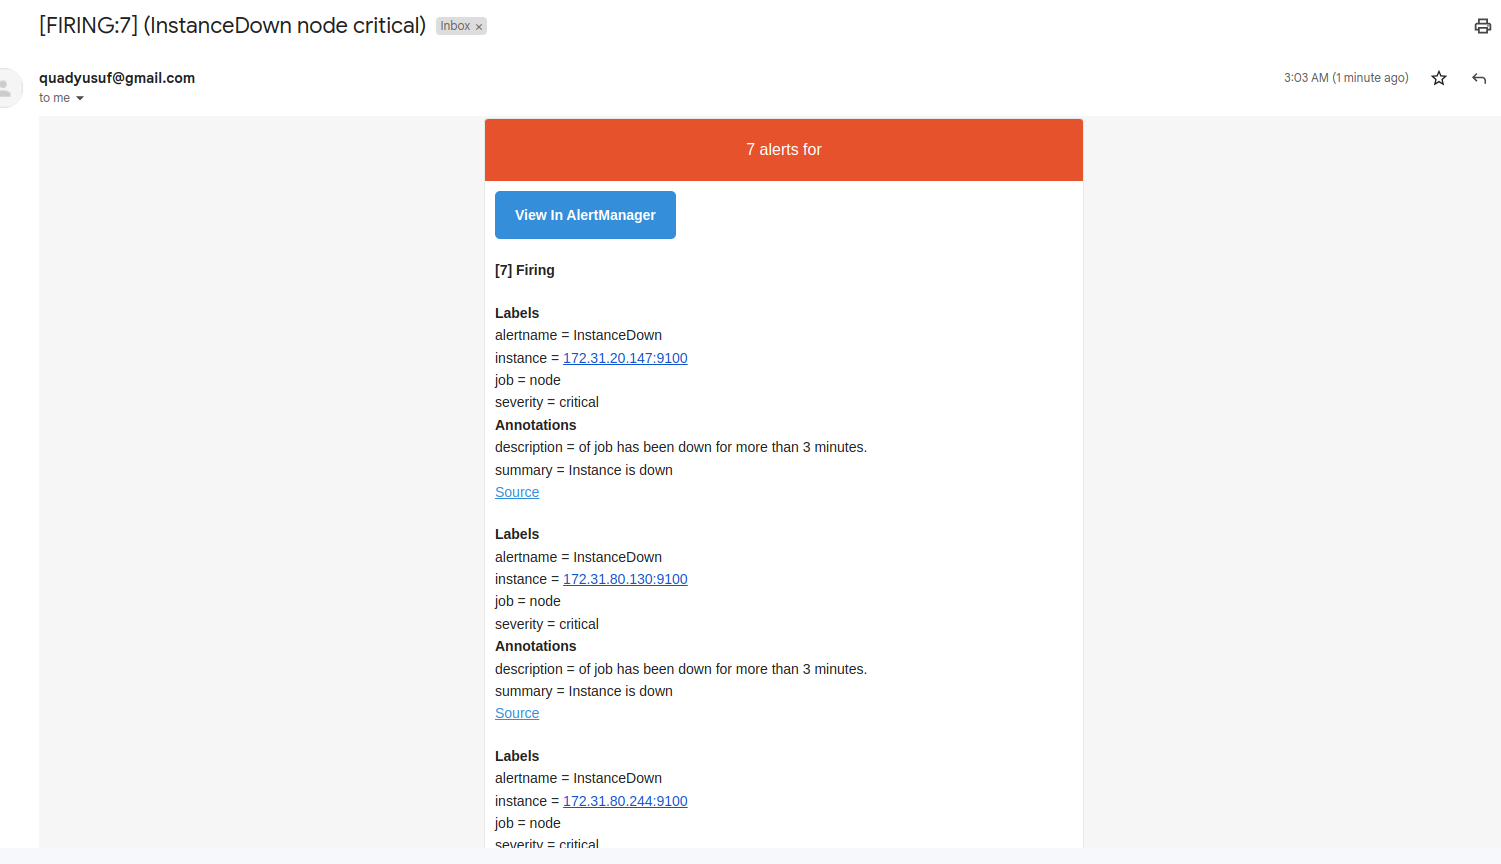 [FIRING:7] (InstanceDown node critical) Inbox ×
quadyusuf@gmail.com 3:03 AM (1 minute ago)
to me
7 alerts for
View In AlertManager
[7] Firing
Labels
alertname = InstanceDown
instance = 172.31.20.147:9100
job = node
severity = critical
Annotations
description = of job has been down for more than 3 minutes.
summary = Instance is down
Source
Labels
alertname = InstanceDown
instance = 172.31.80.130:9100
job = node
severity = critical
Annotations
description = of job has been down for more than 3 minutes.
summary = Instance is down
Source
Labels
alertname = InstanceDown
instance = 172.31.80.244:9100
job = node
severity = critical